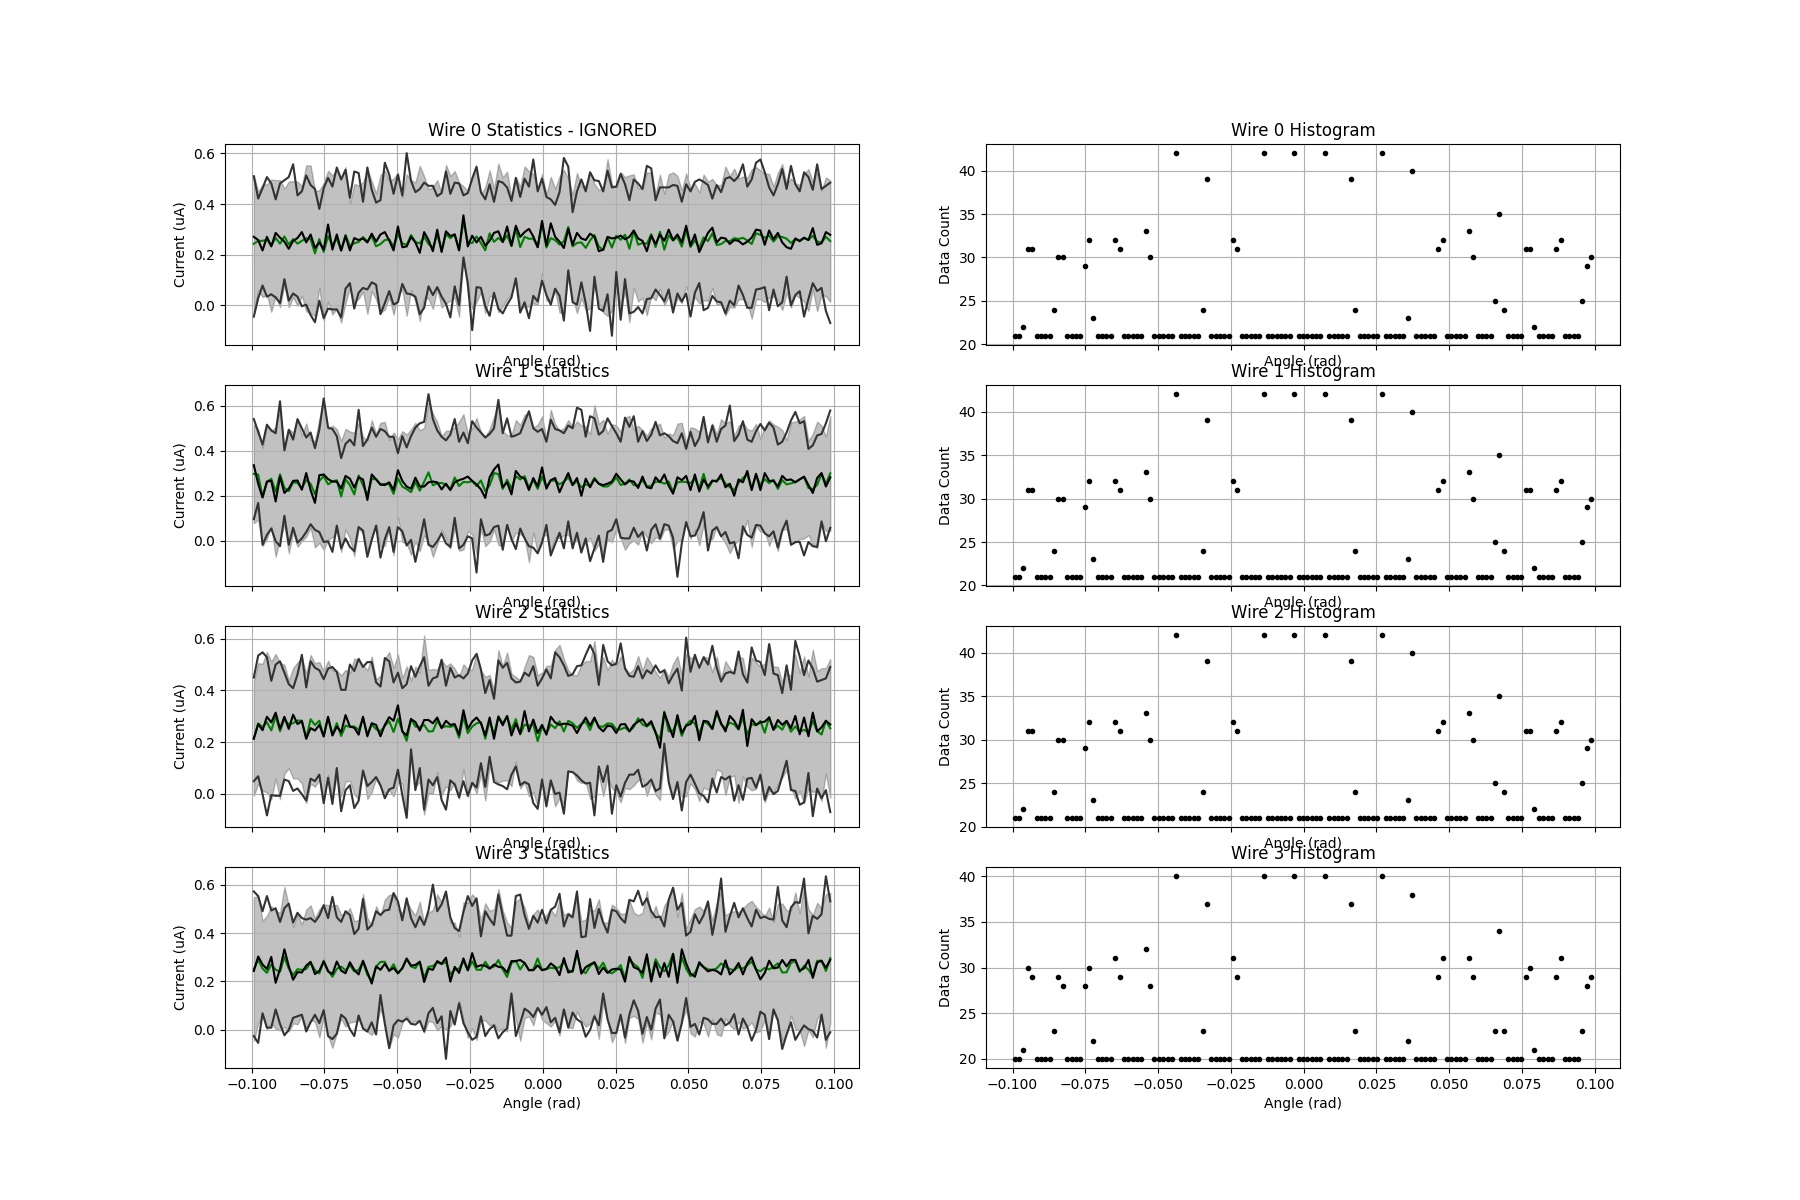 Wire 0 Statistics - IGNORED
0.6
0.4
0.2
0.0
Current (uA)
Angle (rad)
Wire 0 Histogram
40
35
30
25
20
Data Count
Angle (rad)
Wire 1 Statistics
0.6
0.4
0.2
0.0
Current (uA)
Angle (rad)
Wire 1 Histogram
40
35
30
25
20
Data Count
Angle (rad)
Wire 2 Statistics
0.6
0.4
0.2
0.0
Current (uA)
Angle (rad)
Wire 2 Histogram
40
35
30
25
20
Data Count
Angle (rad)
Wire 3 Statistics
0.6
0.4
0.2
0.0
Current (uA)
−0.100 −0.075 −0.050 −0.025 0.000 0.025 0.050 0.075 0.100
Angle (rad)
Wire 3 Histogram
40
35
30
25
20
Data Count
−0.100 −0.075 −0.050 −0.025 0.000 0.025 0.050 0.075 0.100
Angle (rad)